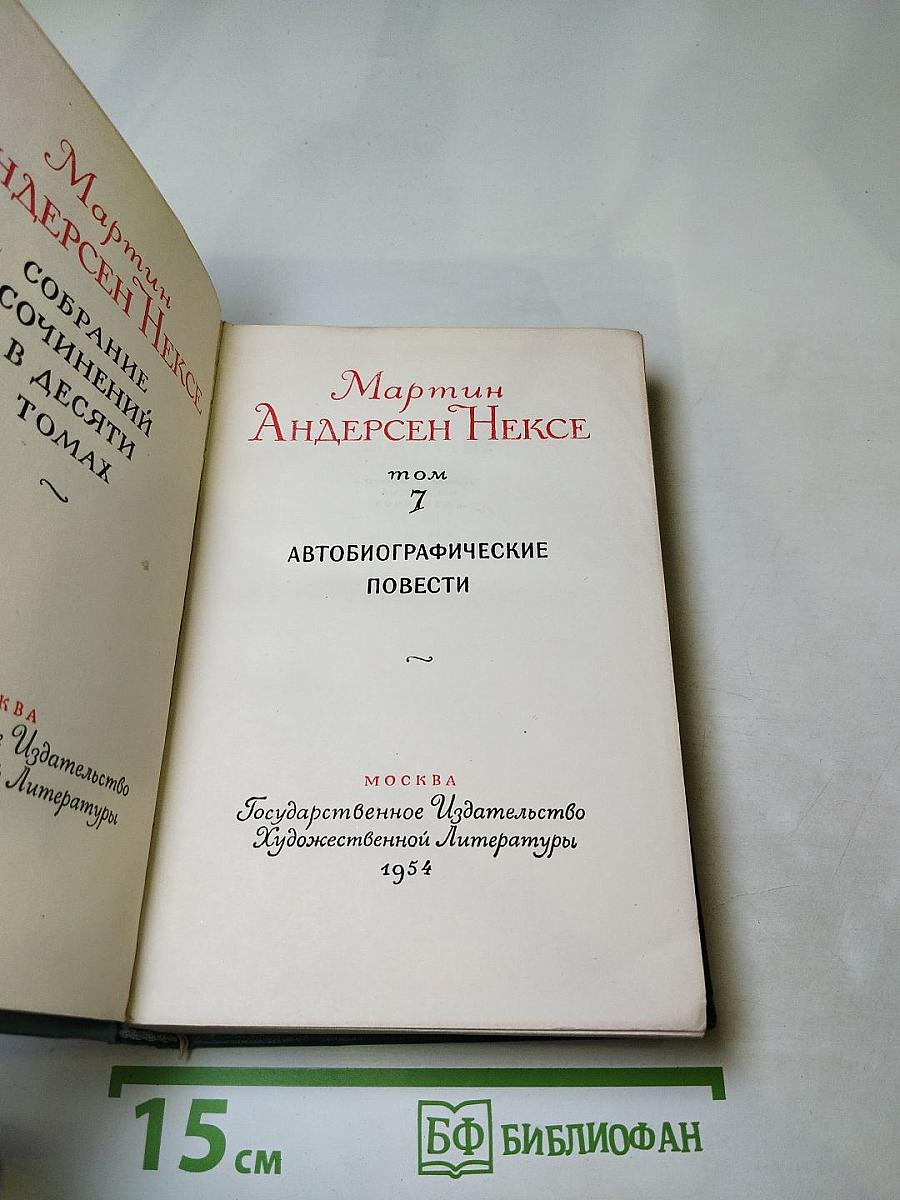 Мартин
АНДЕРСЕН НЕКСЕ
СОБРАНИЕ
СОЧИНЕНИЙ
В ДЕСЯТИ
ТОМАХ
Издательство
Литературы
Мартин
АНДЕРСЕН НЕКСЕ
том
7
АВТОБИОГРАФИЧЕСКИЕ
ПОВЕСТИ
МОСКВА
Государственное Издательство
Художественной Литературы
1954
15 см
БФ БИБЛИОФАН